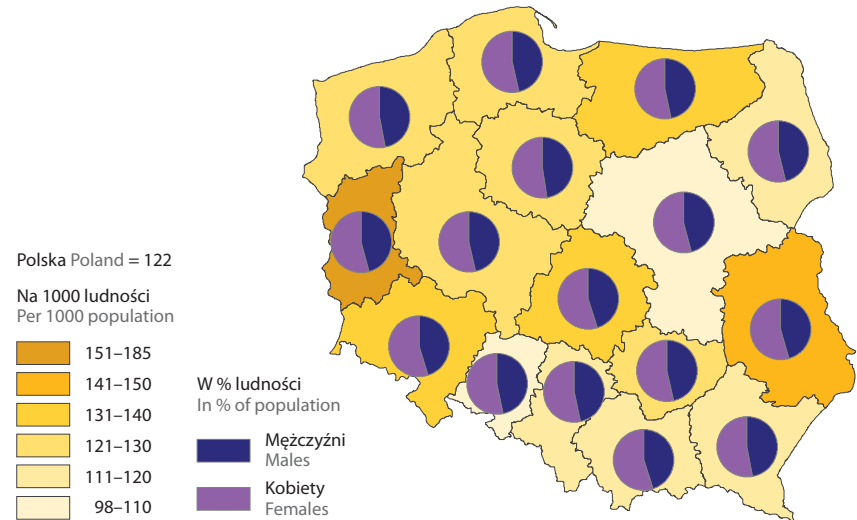 Polska Poland = 122
Na 1000 ludności
Per 1000 population
151–185
141–150
131–140
121–130
111–120
98–110
W % ludności
In % of population
Mężczyźni
Males
Kobiety
Females